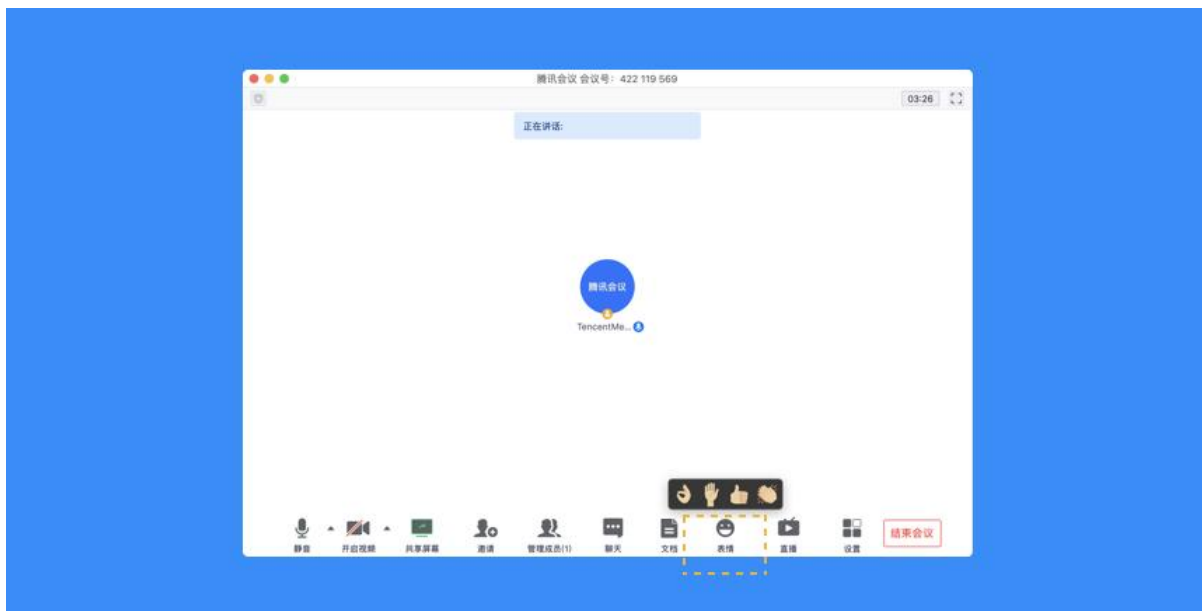 腾讯会议 会议号：422 119 569
03:26
正在讲话:
腾讯会议
TencentMe...
静音
开启视频
共享屏幕
邀请
管理成员(1)
聊天
文档
表情
直播
设置
结束会议